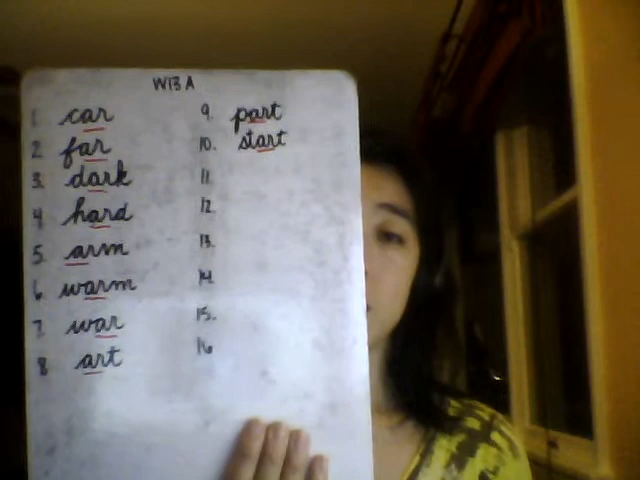 WB A
1. car
2. far
3. dark
4. hard
5. arm
6. warm
7. war
8 art
9. part
10. start
11.
12.
13.
14.
15.
16